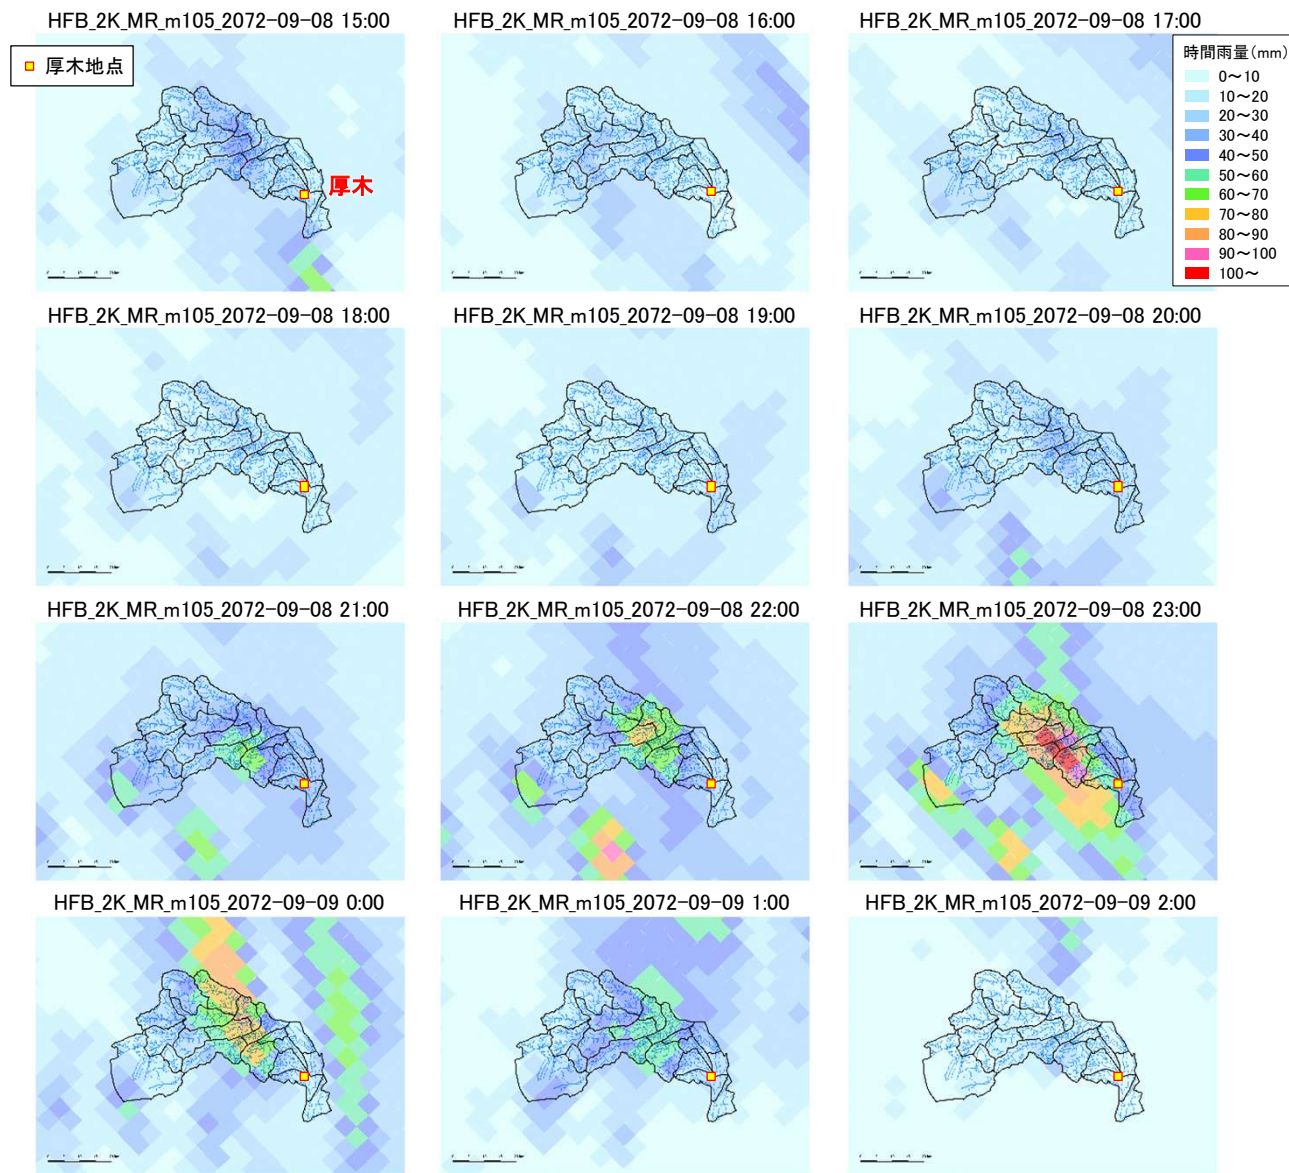 HFB_2K_MR_m105_2072-09-08 15:00
HFB_2K_MR_m105_2072-09-08 16:00
HFB_2K_MR_m105_2072-09-08 17:00
厚木地点
厚木
時間雨量(mm)
0～10
10～20
20～30
30～40
40～50
50～60
60～70
70～80
80～90
90～100
100～
HFB_2K_MR_m105_2072-09-08 18:00
HFB_2K_MR_m105_2072-09-08 19:00
HFB_2K_MR_m105_2072-09-08 20:00
HFB_2K_MR_m105_2072-09-08 21:00
HFB_2K_MR_m105_2072-09-08 22:00
HFB_2K_MR_m105_2072-09-08 23:00
HFB_2K_MR_m105_2072-09-09 0:00
HFB_2K_MR_m105_2072-09-09 1:00
HFB_2K_MR_m105_2072-09-09 2:00